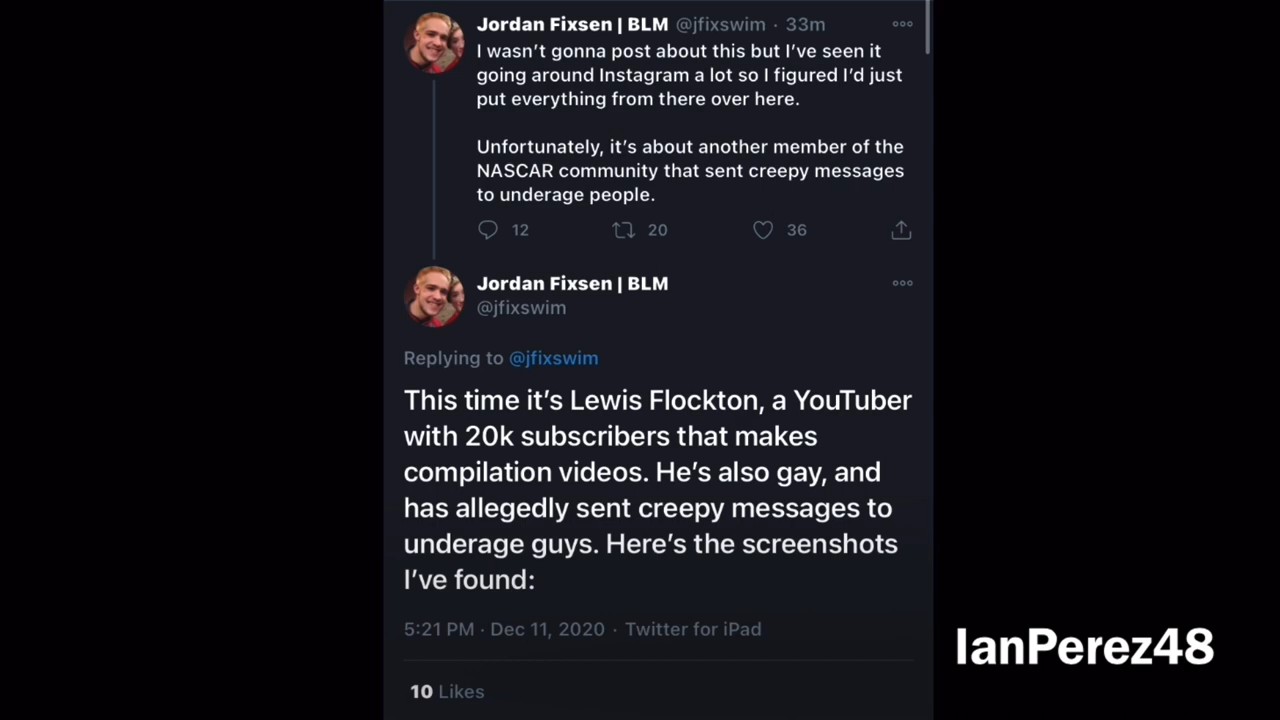 Jordan Fixsen | BLM @jfixswim · 33m
I wasn't gonna post about this but I've seen it
going around Instagram a lot so I figured I'd just
put everything from there over here.
Unfortunately, it's about another member of the
NASCAR community that sent creepy messages
to underage people.
12 20 36
Jordan Fixsen | BLM
@jfixswim
Replying to @jfixswim
This time it's Lewis Flockton, a YouTuber
with 20k subscribers that makes
compilation videos. He's also gay, and
has allegedly sent creepy messages to
underage guys. Here's the screenshots
I've found:
5:21 PM · Dec 11, 2020 · Twitter for iPad
10 Likes
IanPerez48